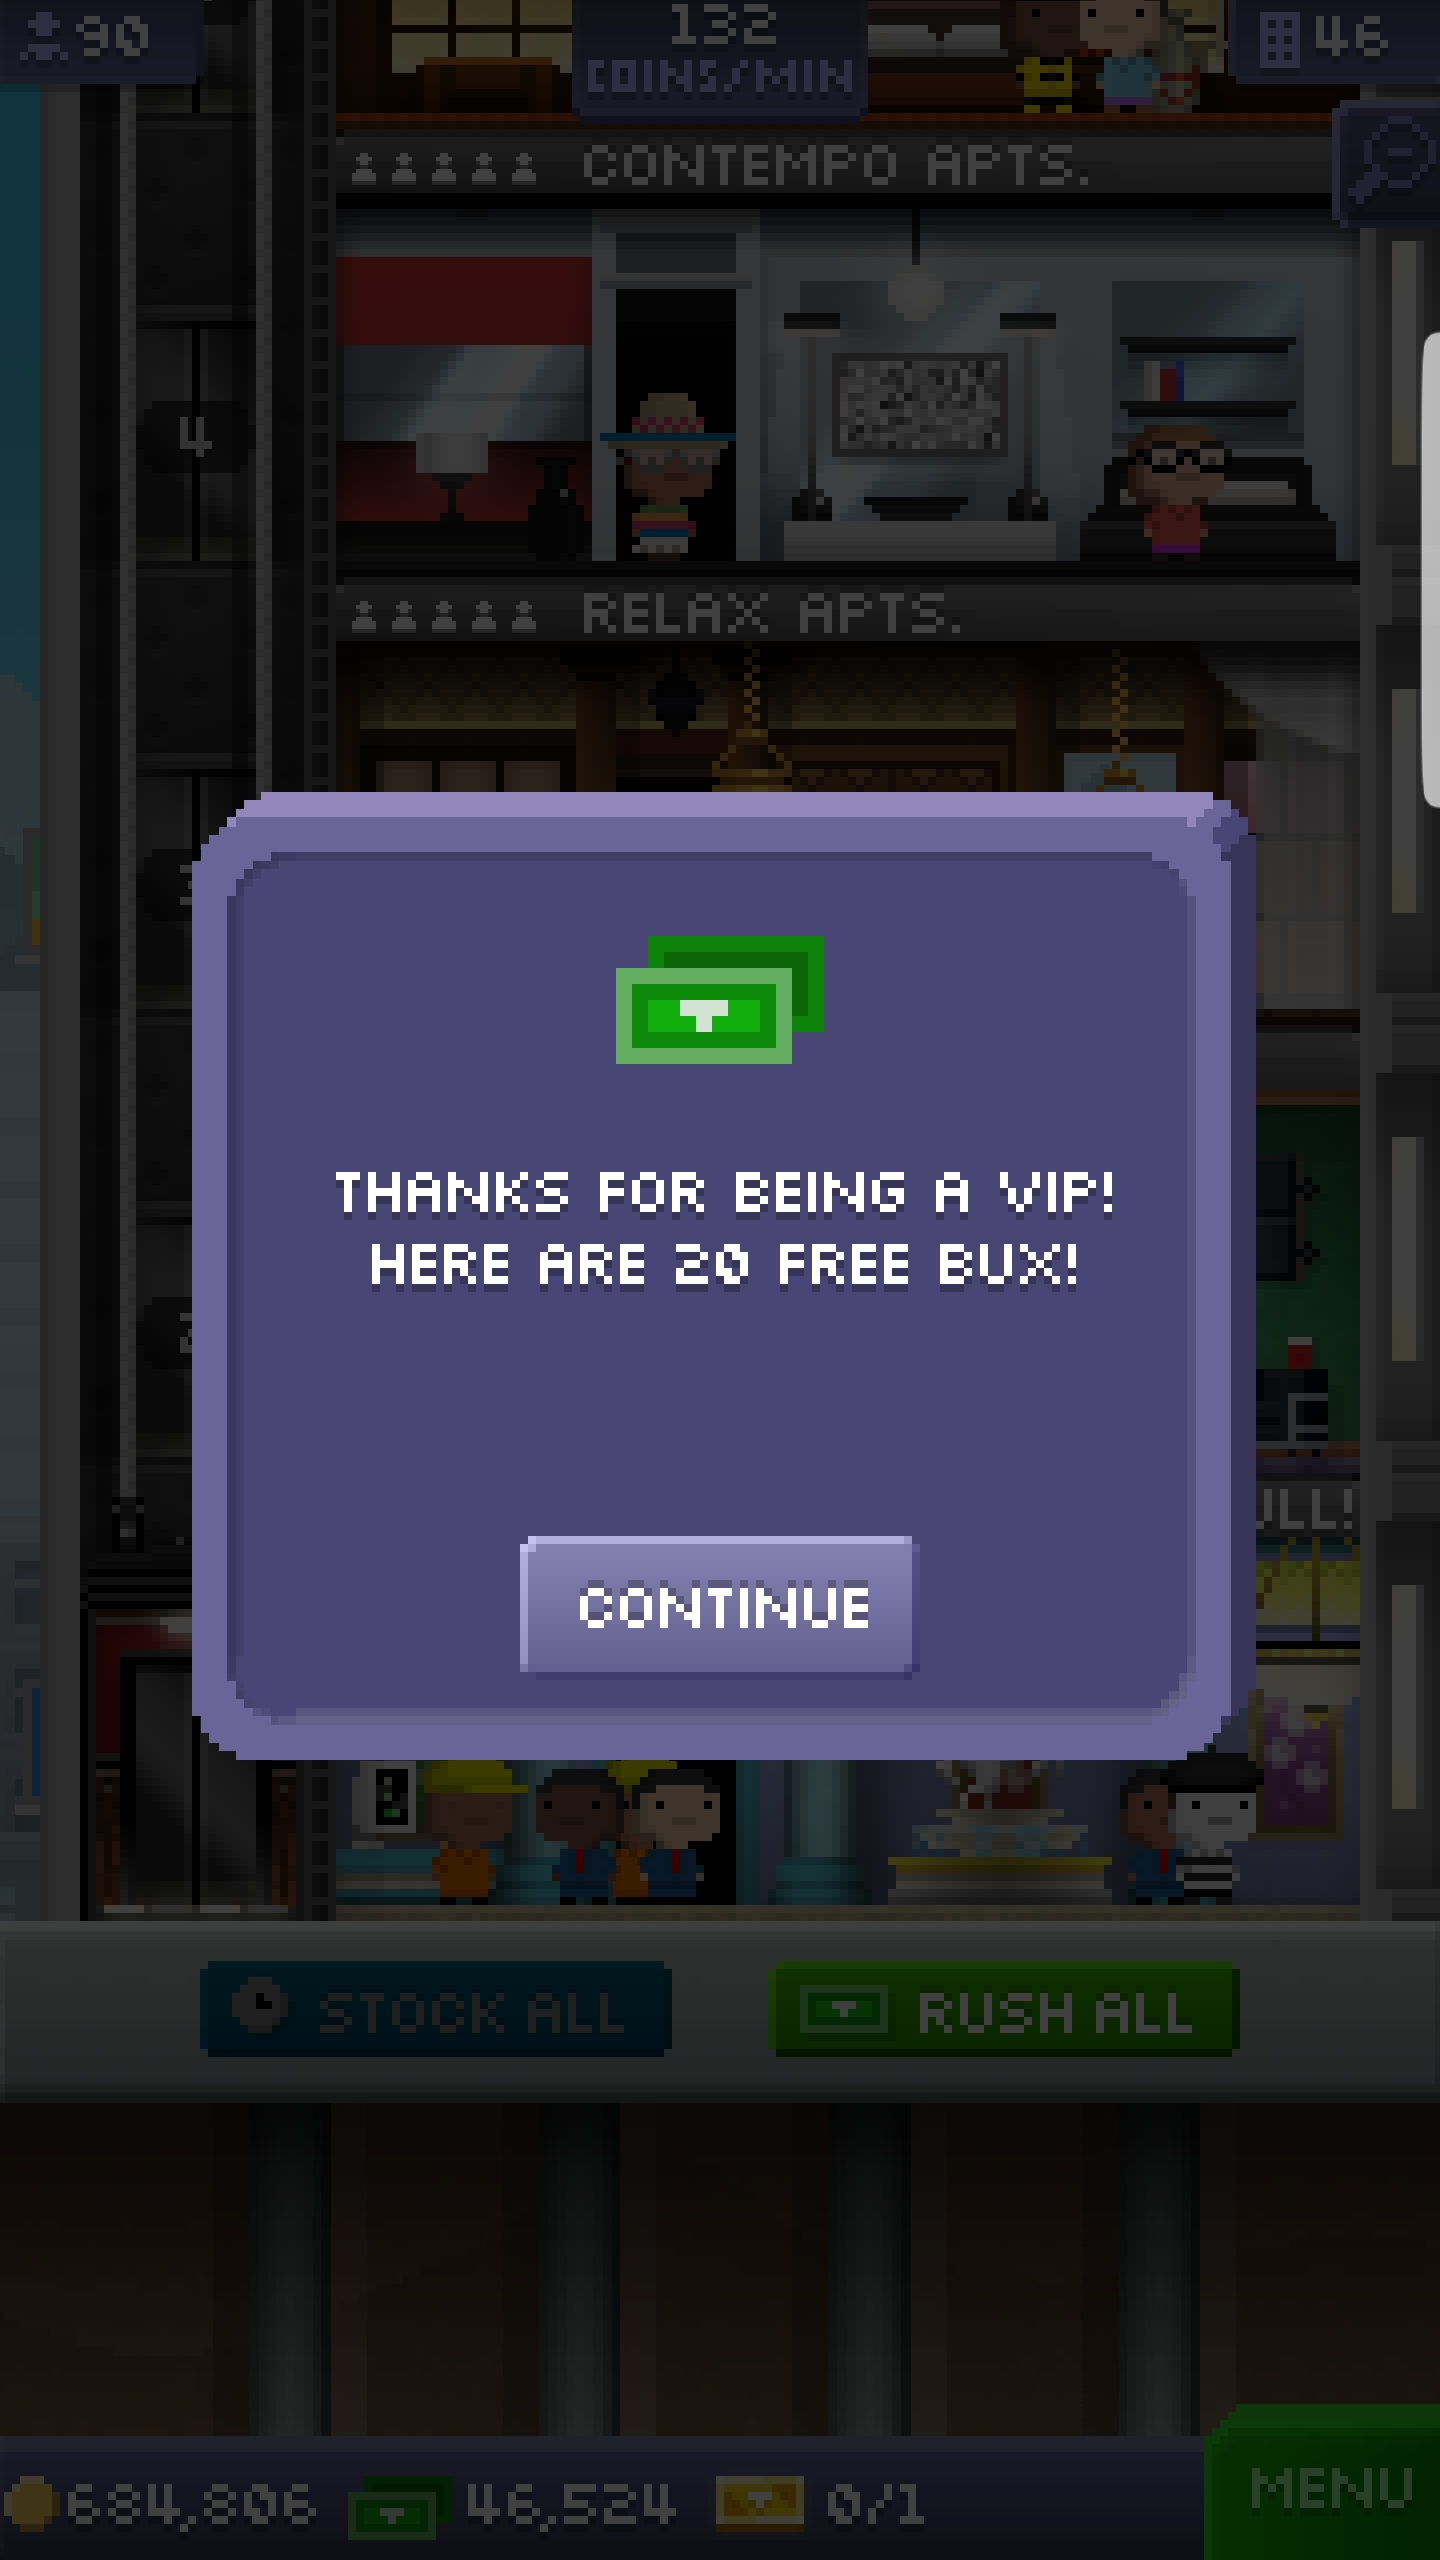 90
132
COINS/MIN
46
CONTEMPO APTS.
4
RELAX APTS.
THANKS FOR BEING A VIP!
HERE ARE 20 FREE BUX!
CONTINUE
STOCK ALL
RUSH ALL
684,806
46,524
0/1
MENU